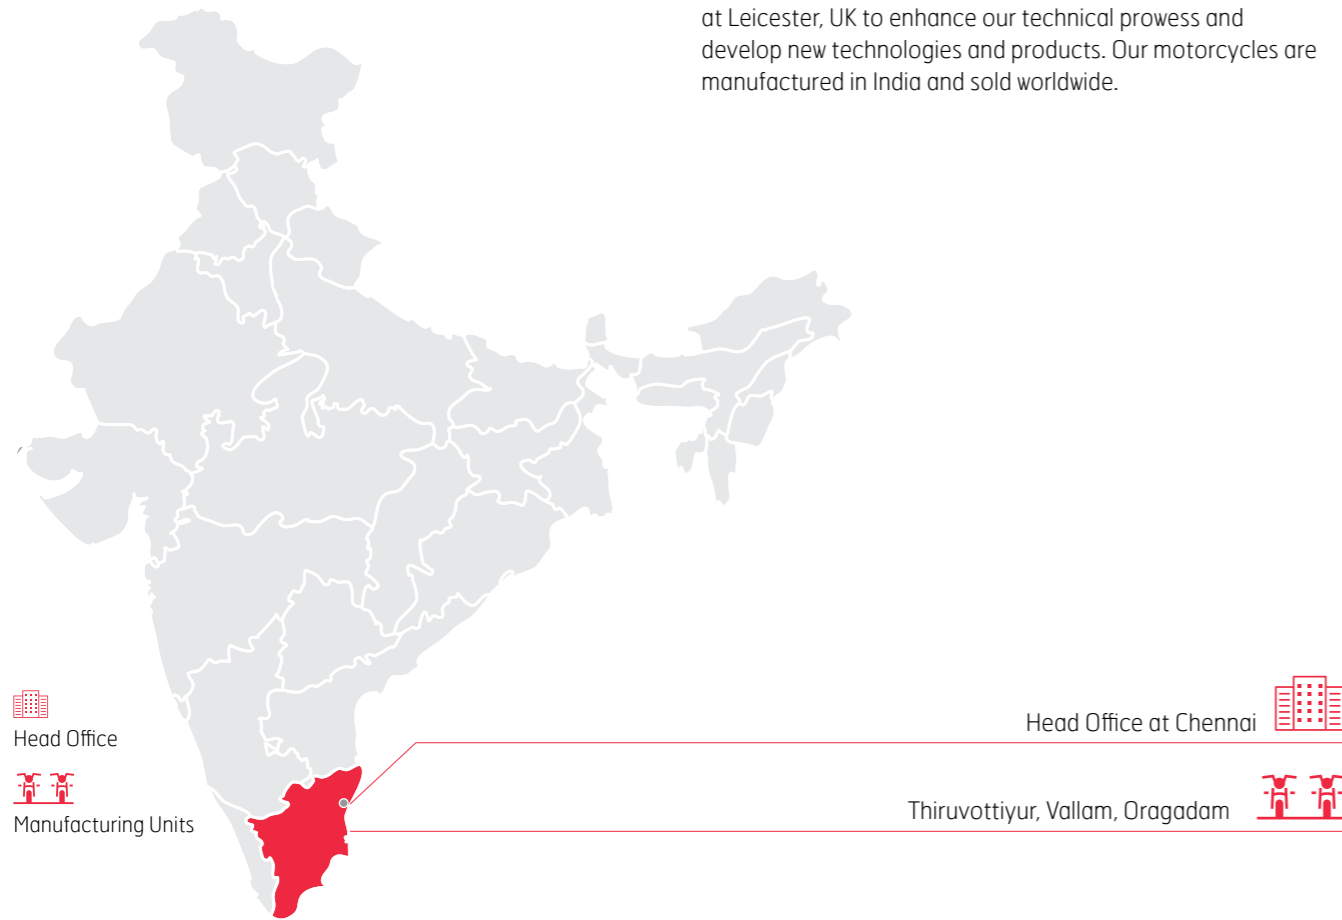 at Leicester, UK to enhance our technical prowess and
develop new technologies and products. Our motorcycles are
manufactured in India and sold worldwide.
Head Office
Manufacturing Units
Head Office at Chennai
Thiruvottiyur, Vallam, Oragadam